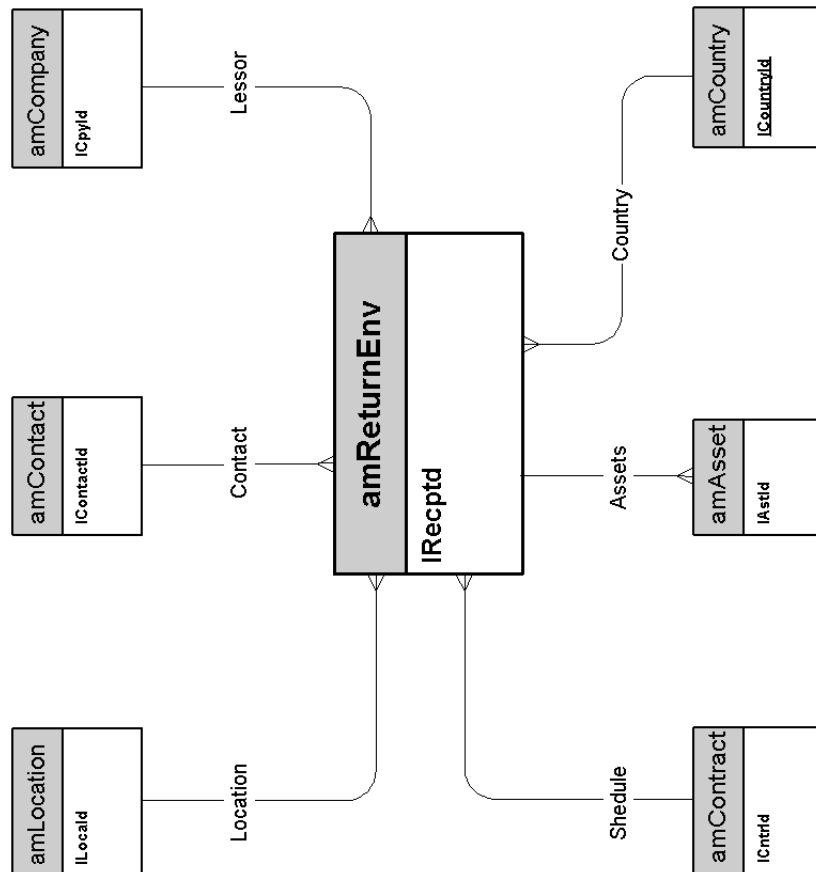 amLocation
lLocaId
amContact
lContactId
amCompany
lCpyId
Location
Contact
Lessor
amReturnEnv
lRecptd
Shedule
Assets
Country
amContract
lCntrId
amAsset
lAstId
amCountry
lCountryId